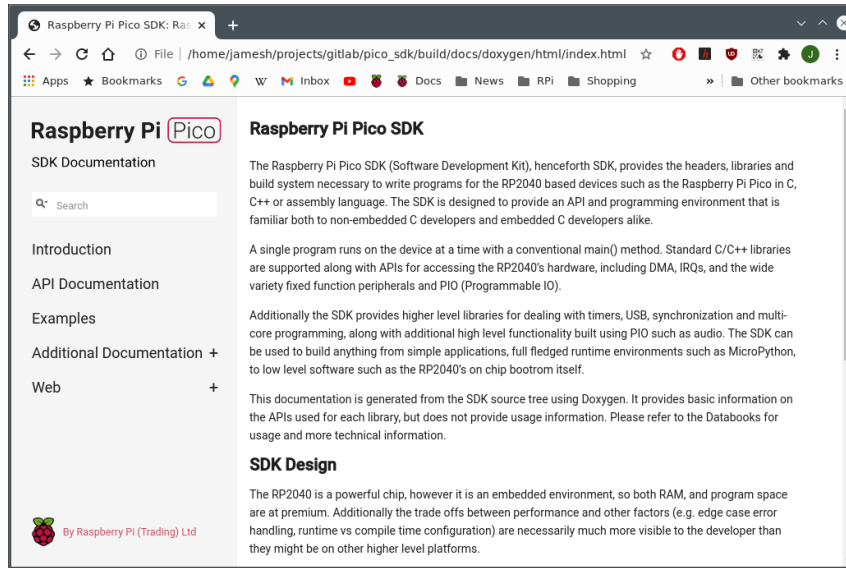 Raspberry Pi Pico SDK: Ras
File /home/jamesh/projects/gitlab/pico_sdk/build/docs/doxygen/html/index.html
J
Apps Bookmarks G W Inbox Docs News RPi Shopping » Other bookmarks
Raspberry Pi Pico
SDK Documentation
Search
Introduction
API Documentation
Examples
Additional Documentation +
Web +
By Raspberry Pi (Trading) Ltd
Raspberry Pi Pico SDK
The Raspberry Pi Pico SDK (Software Development Kit), henceforth SDK, provides the headers, libraries and
build system necessary to write programs for the RP2040 based devices such as the Raspberry Pi Pico in C,
C++ or assembly language. The SDK is designed to provide an API and programming environment that is
familiar both to non-embedded C developers and embedded C developers alike.
A single program runs on the device at a time with a conventional main() method. Standard C/C++ libraries
are supported along with APIs for accessing the RP2040's hardware, including DMA, IRQs, and the wide
variety fixed function peripherals and PIO (Programmable IO).
Additionally the SDK provides higher level libraries for dealing with timers, USB, synchronization and multi-
core programming, along with additional high level functionality built using PIO such as audio. The SDK can
be used to build anything from simple applications, full fledged runtime environments such as MicroPython,
to low level software such as the RP2040's on chip bootrom itself.
This documentation is generated from the SDK source tree using Doxygen. It provides basic information on
the APIs used for each library, but does not provide usage information. Please refer to the Databooks for
usage and more technical information.
SDK Design
The RP2040 is a powerful chip, however it is an embedded environment, so both RAM, and program space
are at premium. Additionally the trade offs between performance and other factors (e.g. edge case error
handling, runtime vs compile time configuration) are necessarily much more visible to the developer than
they might be on other higher level platforms.